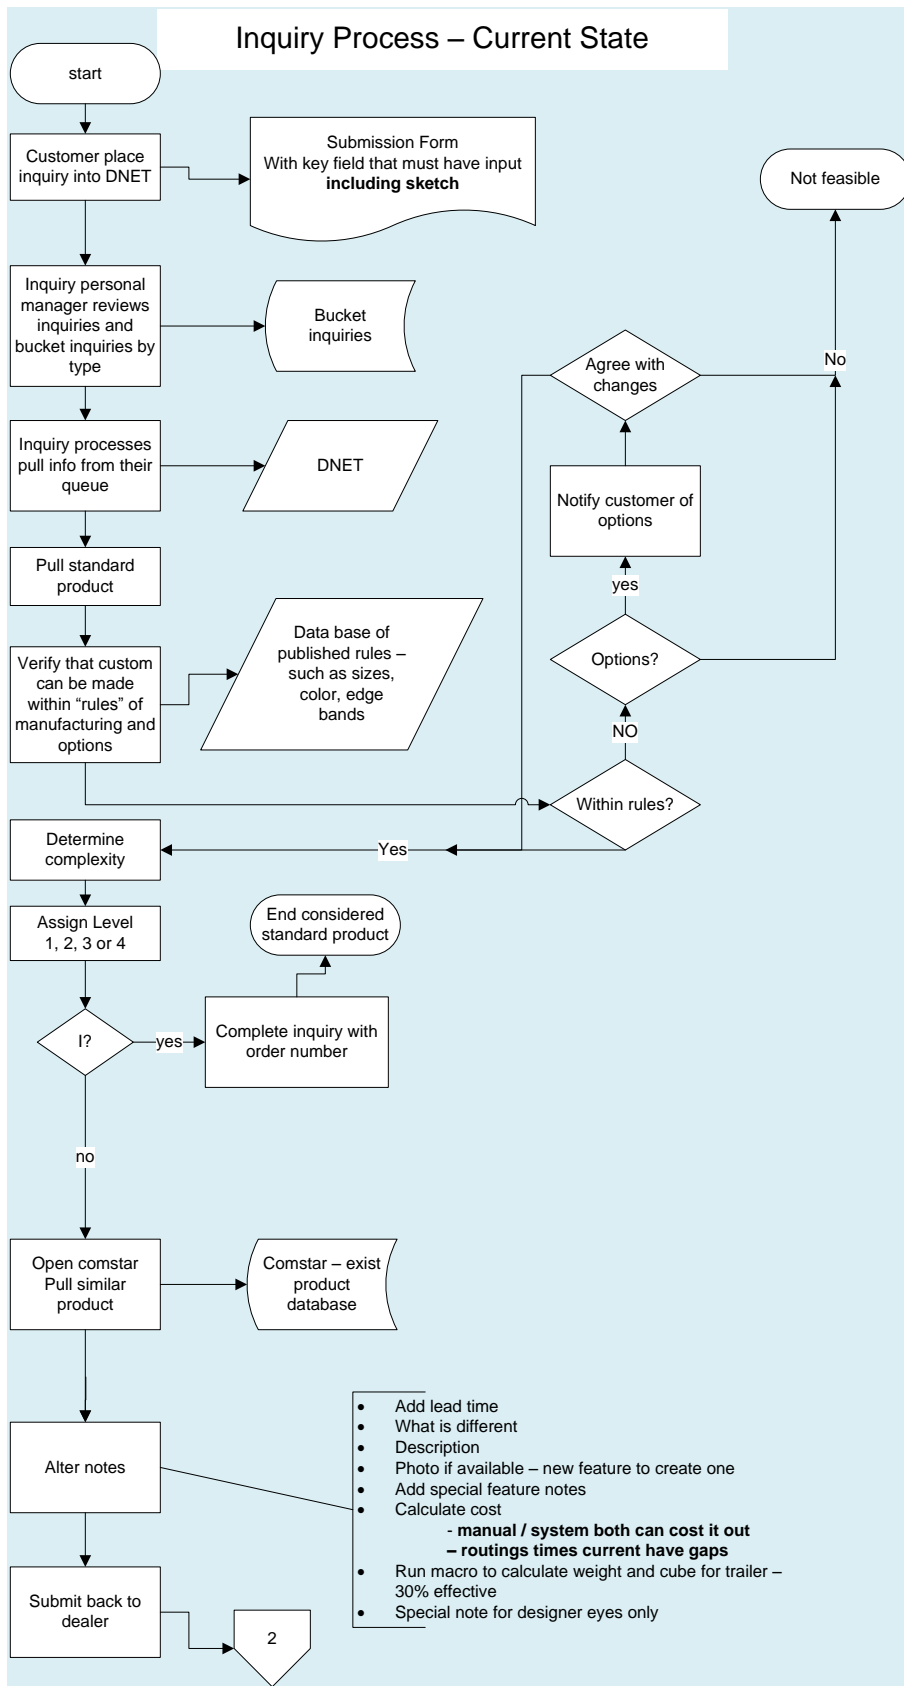 Inquiry Process – Current State
start
Customer place
inquiry into DNET
Submission Form
With key field that must have input
including sketch
Not feasible
Inquiry personal
manager reviews
inquiries and
bucket inquiries by
type
Bucket
inquiries
Agree with
changes
No
Inquiry processes
pull info from their
queue
DNET
Notify customer of
options
Pull standard
product
yes
Data base of
published rules –
such as sizes,
color, edge
bands
Options?
Verify that custom
can be made
within “rules” of
manufacturing and
options
NO
Within rules?
Determine
complexity
Yes
Assign Level
1, 2, 3 or 4
End considered
standard product
I?
yes
Complete inquiry with
order number
no
Open comstar
Pull similar
product
Comstar – exist
product
database
Alter notes
• Add lead time
• What is different
• Description
• Photo if available – new feature to create one
• Add special feature notes
• Calculate cost
- manual / system both can cost it out
– routings times current have gaps
• Run macro to calculate weight and cube for trailer –
30% effective
• Special note for designer eyes only
Submit back to
dealer
2